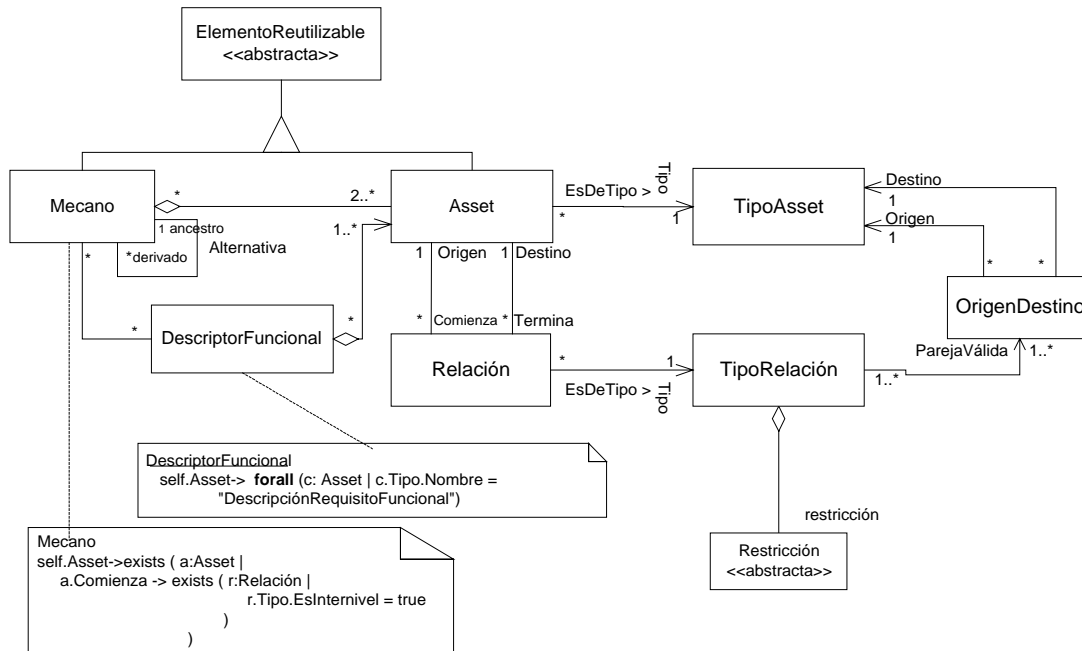 ElementoReutilizable
<<abstracta>>
Mecano
*
2..*
Asset
EsDeTipo >
Tipo
*
1
TipoAsset
Destino
1
Origen
1
1 ancestro
Alternativa
*derivado
1..*
*
*
DescriptorFuncional
*
1
Origen
1
Destino
*
Comienza
*
Termina
Relación
*
1
EsDeTipo >
Tipo
TipoRelación
*
*
OrigenDestino
ParejaVálida
1..*
1..*
DescriptorFuncional
self.Asset-> forall (c: Asset | c.Tipo.Nombre =
"DescripciónRequisitoFuncional")
restricción
Restricción
<<abstracta>>
Mecano
self.Asset->exists ( a:Asset |
a.Comienza -> exists ( r:Relación |
r.Tipo.EsInternivel = true
)
)